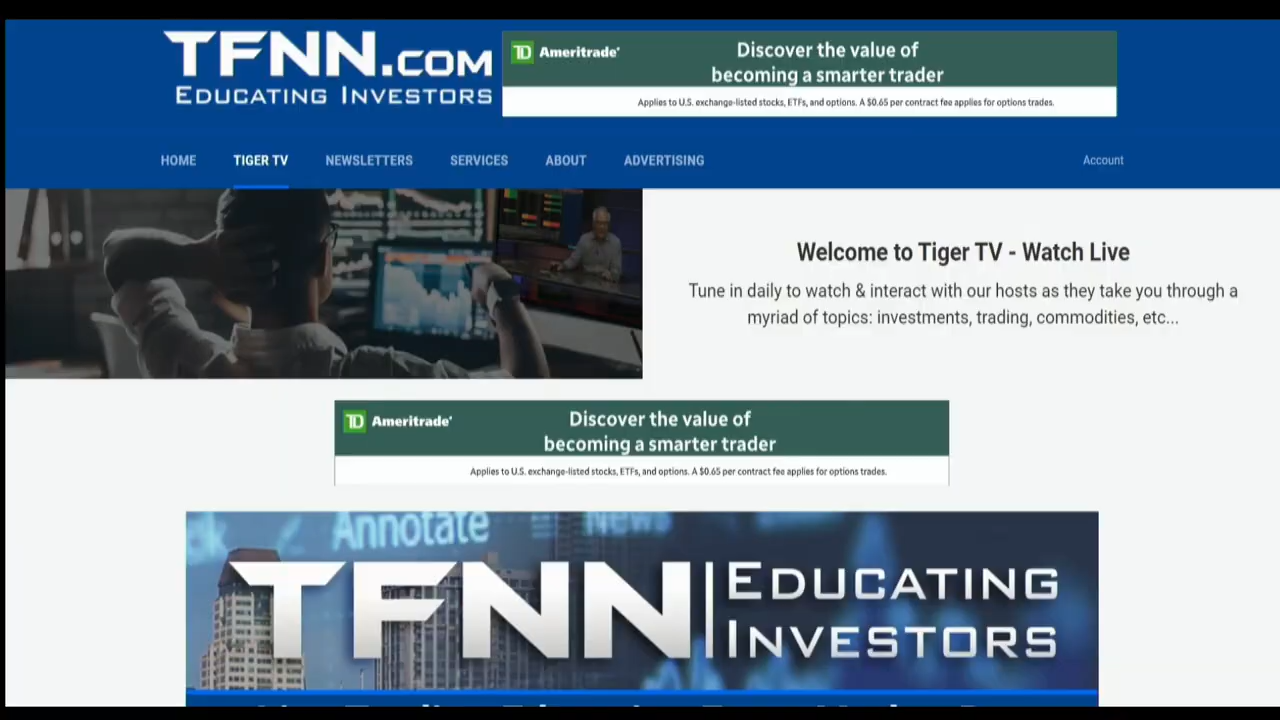 TFNN.COM
EDUCATING INVESTORS
TD Ameritrade
Discover the value of
becoming a smarter trader
Applies to U.S. exchange-listed stocks, ETFs, and options. A $0.65 per contract fee applies for options trades.
HOME TIGER TV NEWSLETTERS SERVICES ABOUT ADVERTISING Account
Welcome to Tiger TV - Watch Live
Tune in daily to watch & interact with our hosts as they take you through a
myriad of topics: investments, trading, commodities, etc...
TD Ameritrade
Discover the value of
becoming a smarter trader
Applies to U.S. exchange-listed stocks, ETFs, and options. A $0.65 per contract fee applies for options trades.
Annotate News
TFNN EDUCATING
INVESTORS